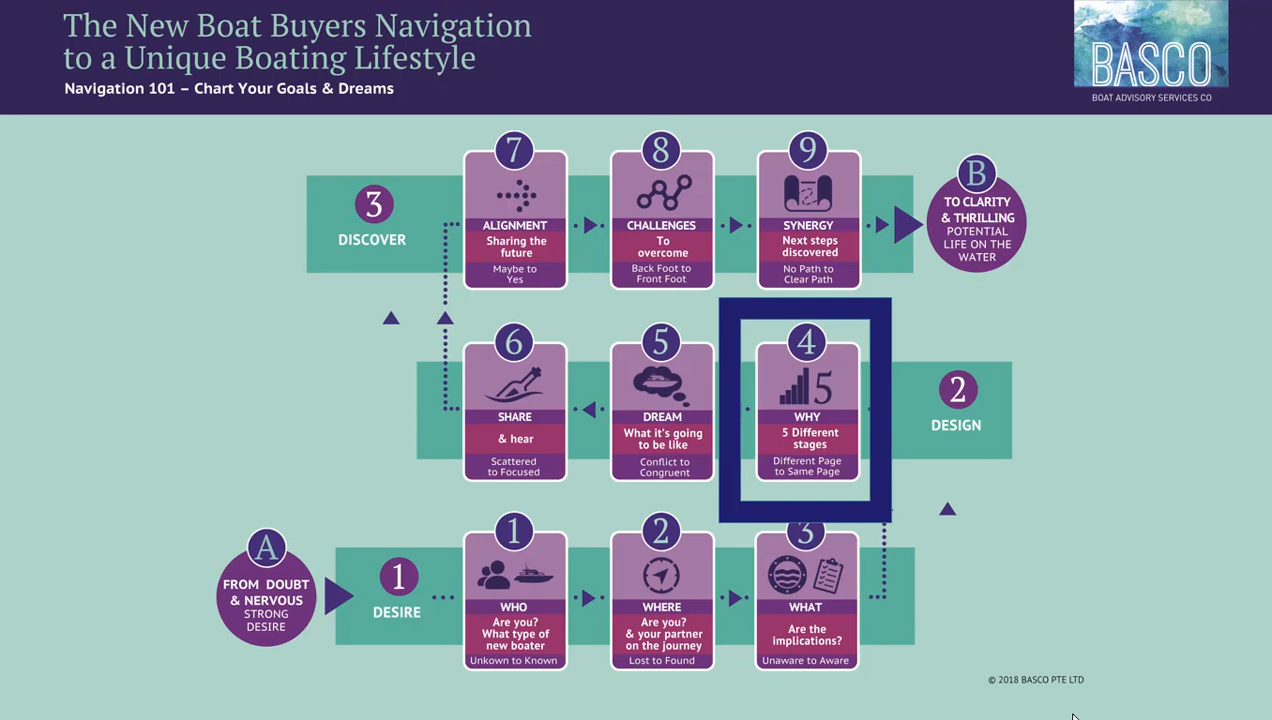 The New Boat Buyers Navigation
to a Unique Boating Lifestyle
Navigation 101 – Chart Your Goals & Dreams
BASCO
BOAT ADVISORY SERVICES CO
3
DISCOVER
7
ALIGNMENT
Sharing the
future
Maybe to
Yes
8
CHALLENGES
To
overcome
Back Foot to
Front Foot
9
SYNERGY
Next steps
discovered
No Path to
Clear Path
B
TO CLARITY
& THRILLING
POTENTIAL
LIFE ON THE
WATER
6
SHARE
& hear
Scattered
to Focused
5
DREAM
What it's going
to be like
Conflict to
Congruent
4
5
WHY
5 Different
stages
Different Page
to Same Page
2
DESIGN
A
FROM DOUBT
& NERVOUS
STRONG
DESIRE
1
DESIRE
1
WHO
Are you?
What type of
new boater
Unkown to Known
2
WHERE
Are you?
& your partner
on the journey
Lost to Found
3
WHAT
Are the
implications?
Unaware to Aware
© 2018 BASCO PTE LTD